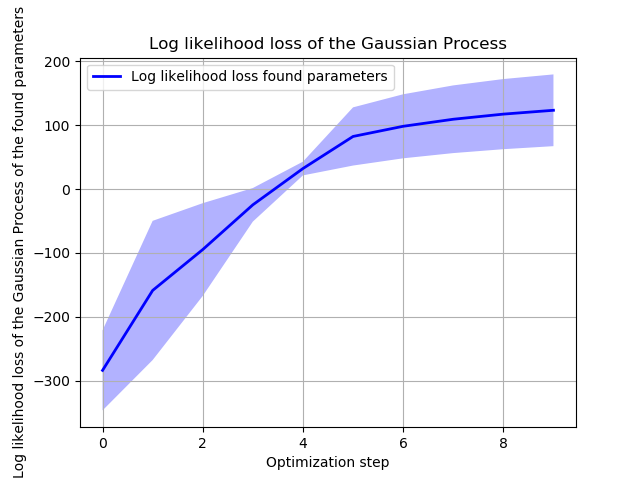 Log likelihood loss of the Gaussian Process
Log likelihood loss found parameters
Log likelihood loss of the Gaussian Process of the found parameters
200
100
0
−100
−200
−300
0 2 4 6 8
Optimization step